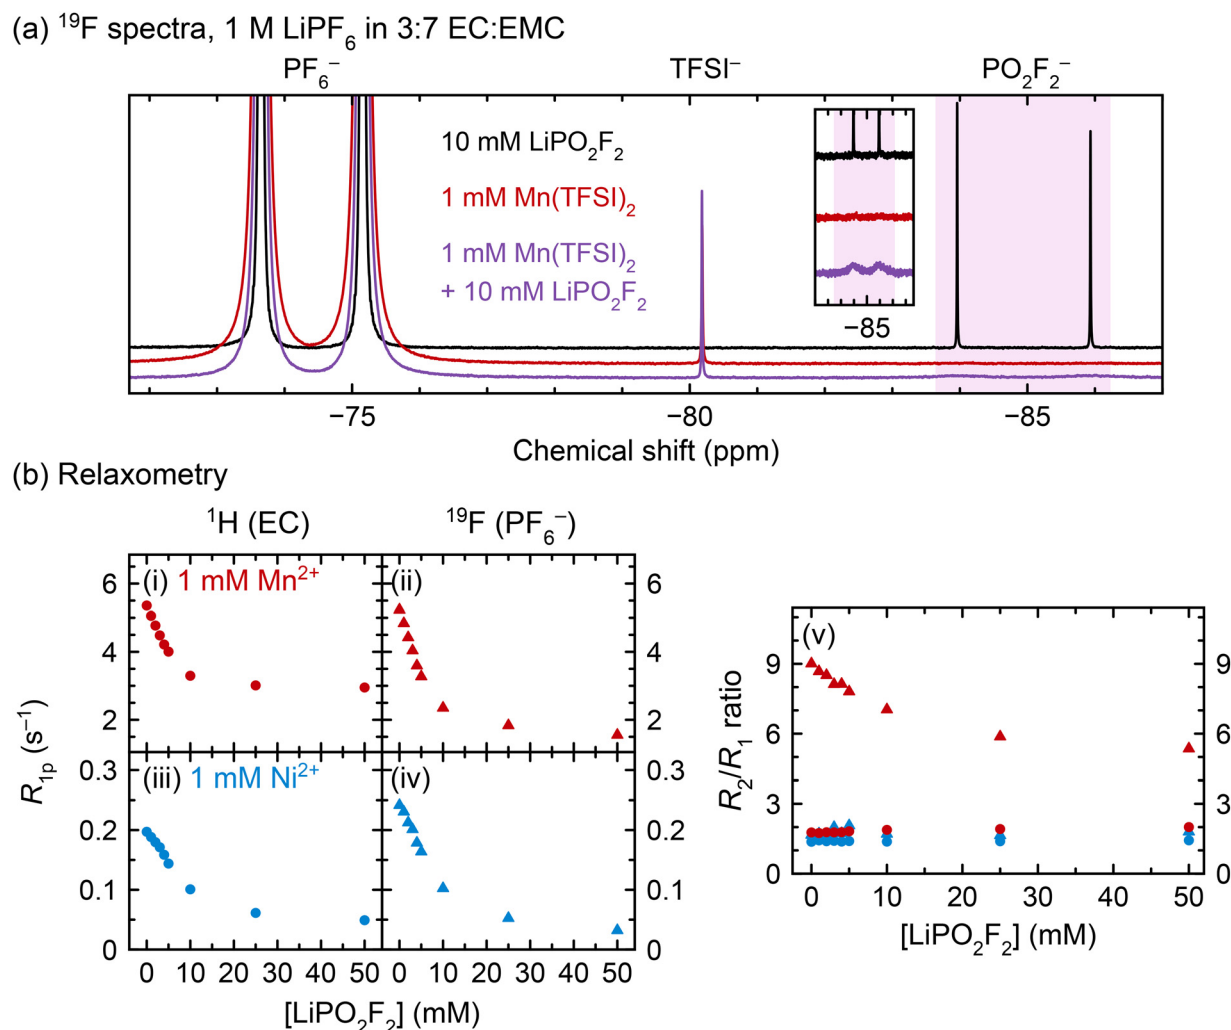 (a) ¹⁹F spectra, 1 M LiPF₆ in 3:7 EC:EMC
PF₆⁻ TFSI⁻ PO₂F₂⁻
10 mM LiPO₂F₂
1 mM Mn(TFSI)₂
1 mM Mn(TFSI)₂
+ 10 mM LiPO₂F₂
−85
−75 −80 −85
Chemical shift (ppm)
(b) Relaxometry
¹H (EC) ¹⁹F (PF₆⁻)
(i) 1 mM Mn²⁺ (ii)
6 6
4 4
2 2
(iii) 1 mM Ni²⁺ (iv)
0.3 0.3
0.2 0.2
0.1 0.1
0 0
R₁ₚ (s⁻¹)
0 10 20 30 40 50 0 10 20 30 40 50
[LiPO₂F₂] (mM)
(v)
9 9
6 6
3 3
0 0
R₂/R₁ ratio
0 10 20 30 40 50
[LiPO₂F₂] (mM)